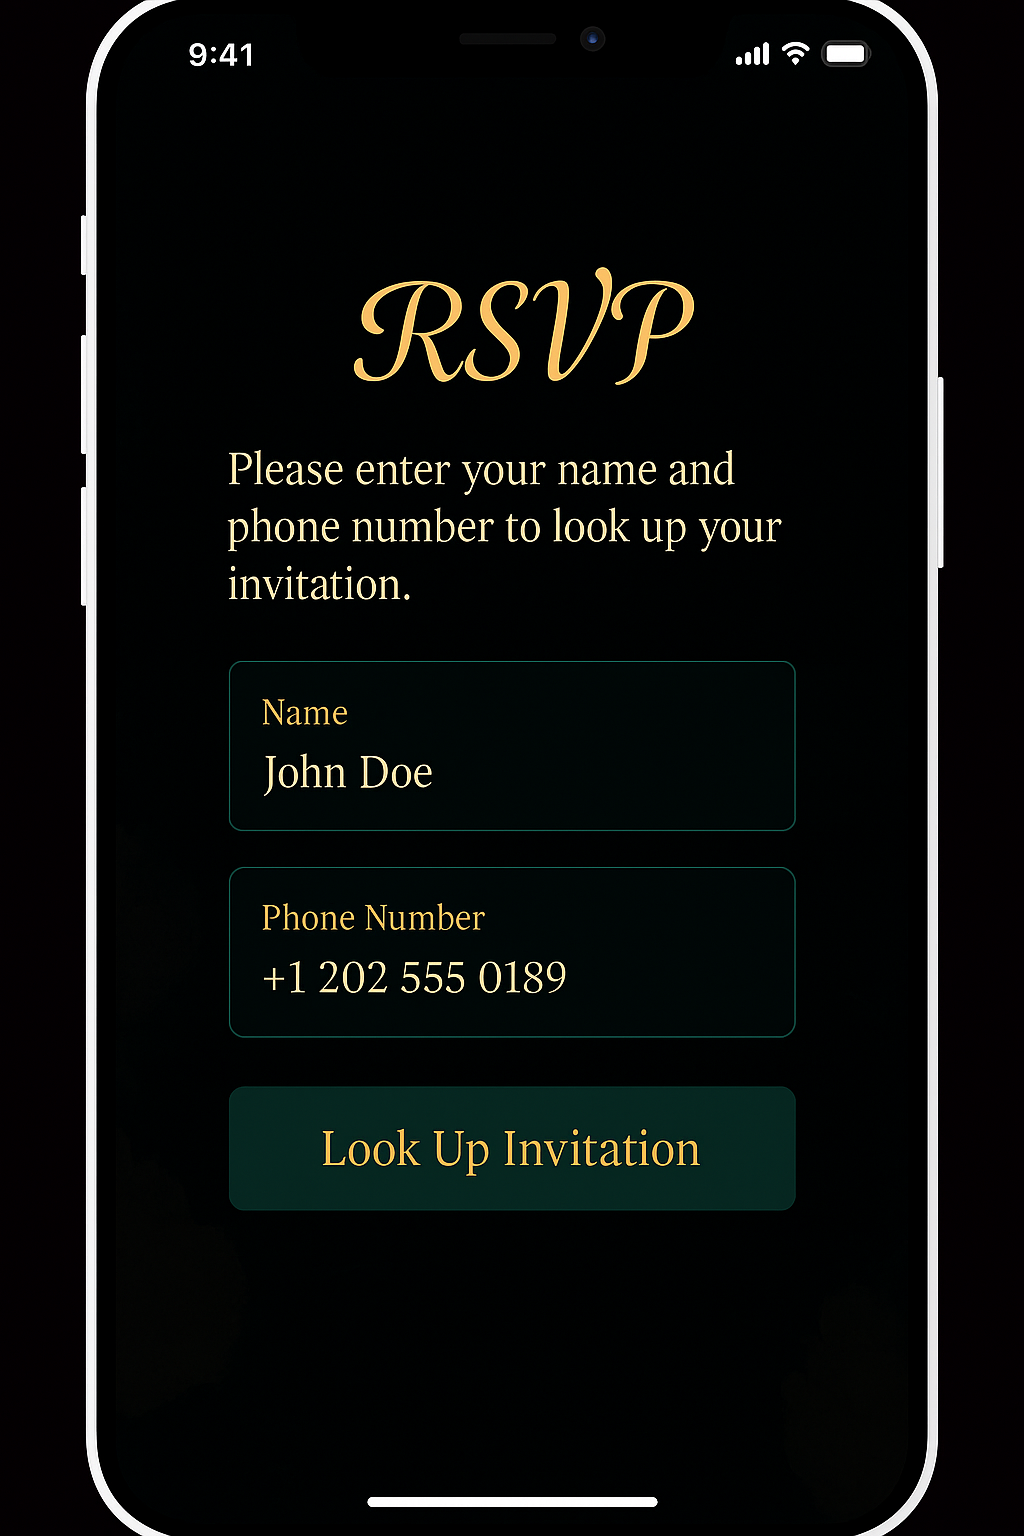 9:41
RSVP
Please enter your name and
phone number to look up your
invitation.
Name
John Doe
Phone Number
+1 202 555 0189
Look Up Invitation